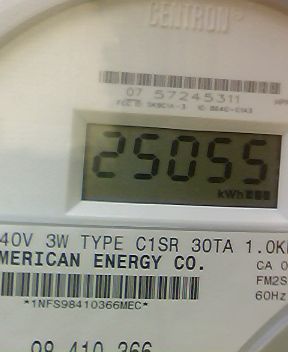 CENTRON
07 57245311
25055
kWh
40V 3W TYPE C1SR 30TA 1.0K
MERICAN ENERGY CO.
CA 0
FM2S
60Hz
*1NFS98410366MEC*
98 410 366